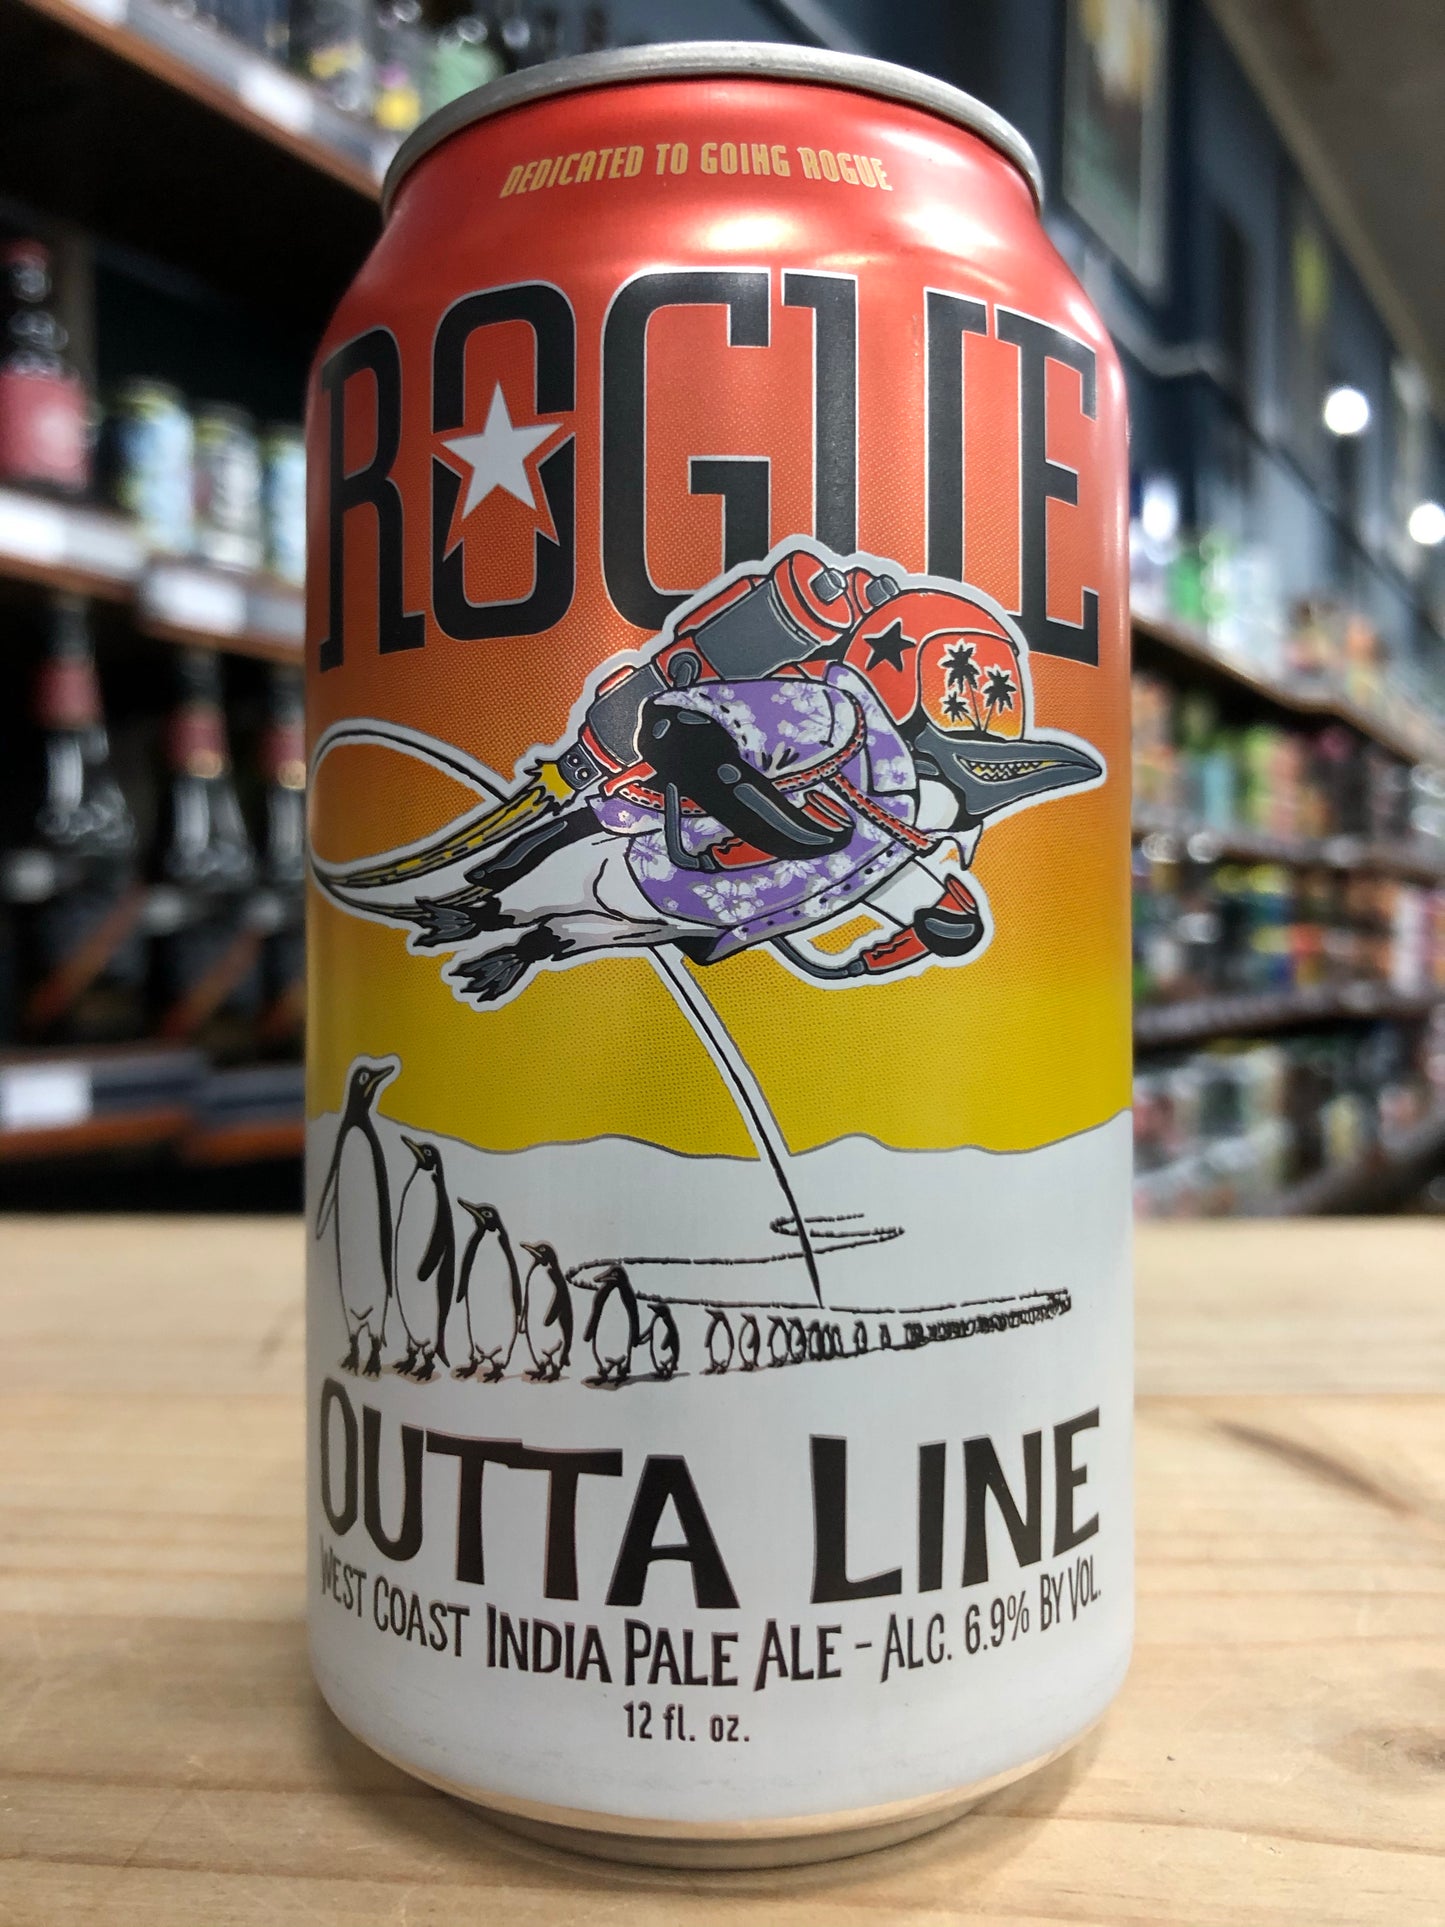 DEDICATED TO GOING ROGUE
ROGUE
OUTTA LINE
WEST COAST INDIA PALE ALE - ALC. 6.9% BY VOL.
12 fl. oz.